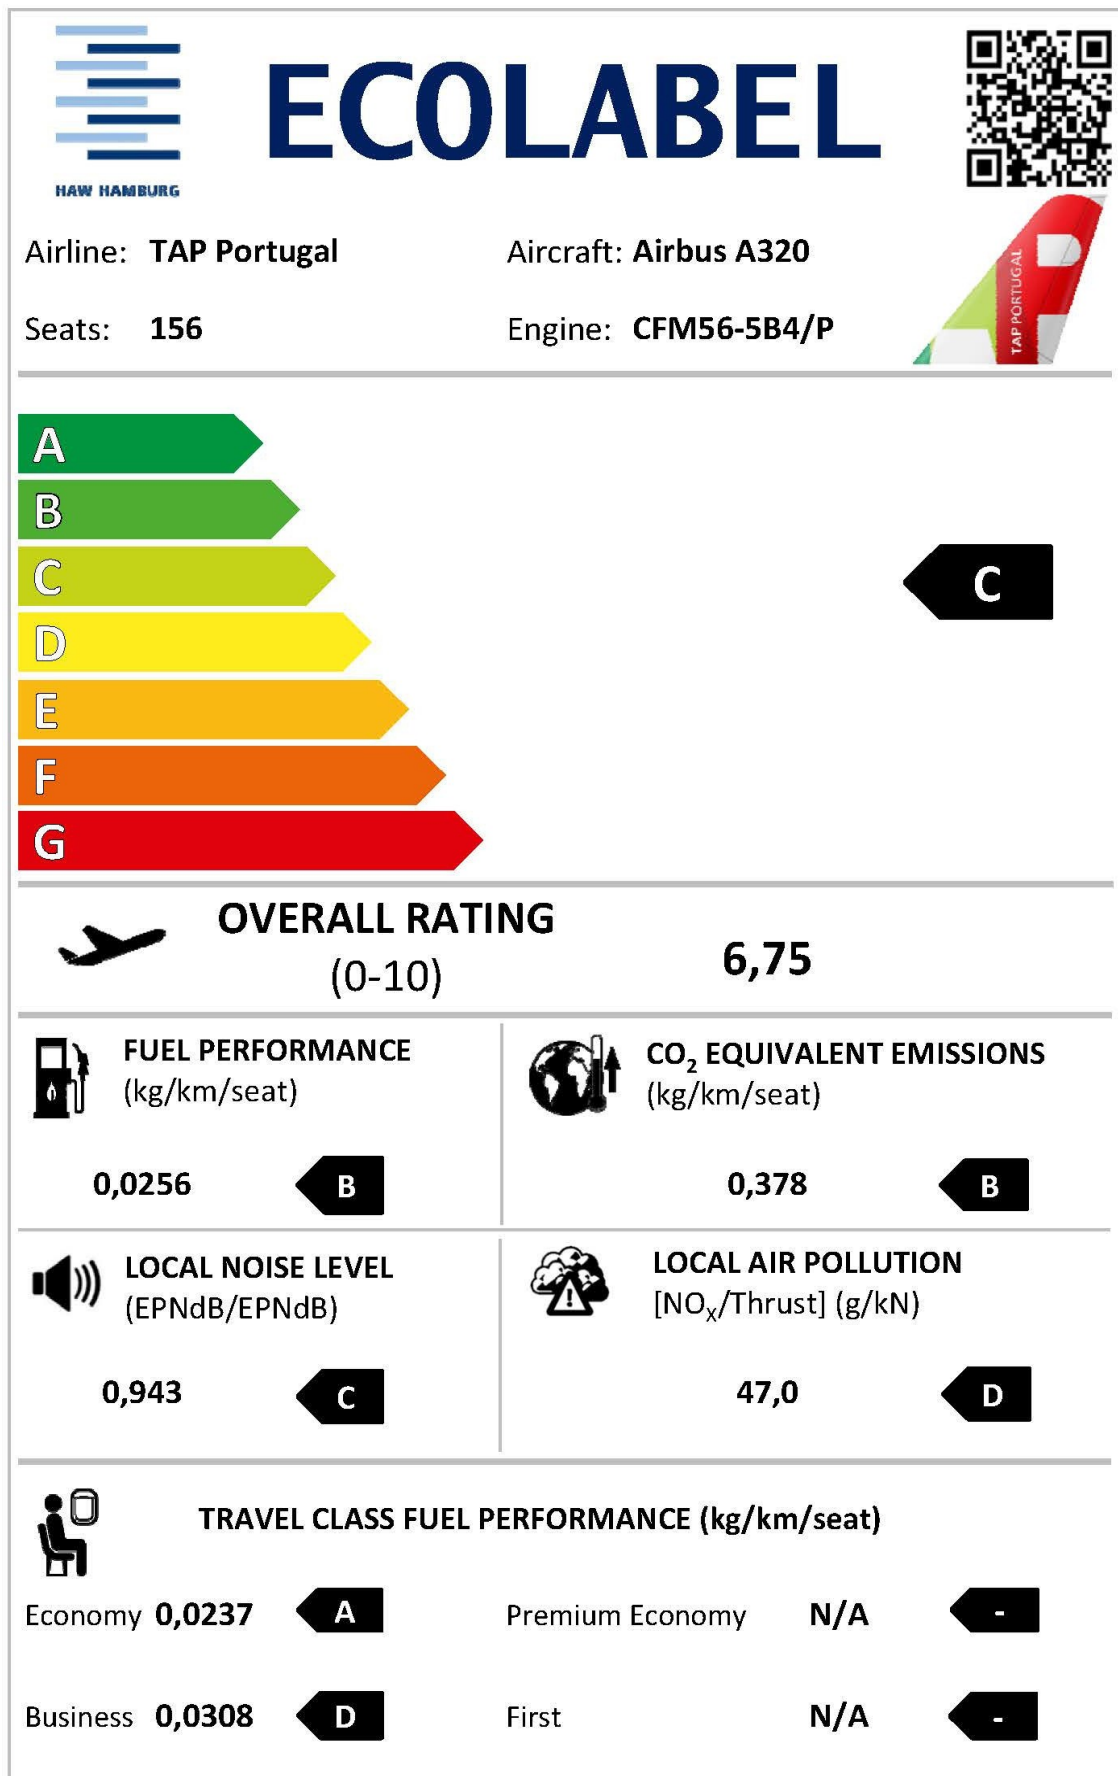 HAW HAMBURG
ECOLABEL
Airline: TAP Portugal
Aircraft: Airbus A320
Seats: 156
Engine: CFM56-5B4/P
TAP PORTUGAL
A
B
C
C
D
E
F
G
OVERALL RATING
(0-10)
6,75
FUEL PERFORMANCE
(kg/km/seat)
0,0256 B
CO₂ EQUIVALENT EMISSIONS
(kg/km/seat)
0,378 B
LOCAL NOISE LEVEL
(EPNdB/EPNdB)
0,943 C
LOCAL AIR POLLUTION
[NOₓ/Thrust] (g/kN)
47,0 D
TRAVEL CLASS FUEL PERFORMANCE (kg/km/seat)
Economy 0,0237 A
Premium Economy N/A -
Business 0,0308 D
First N/A -